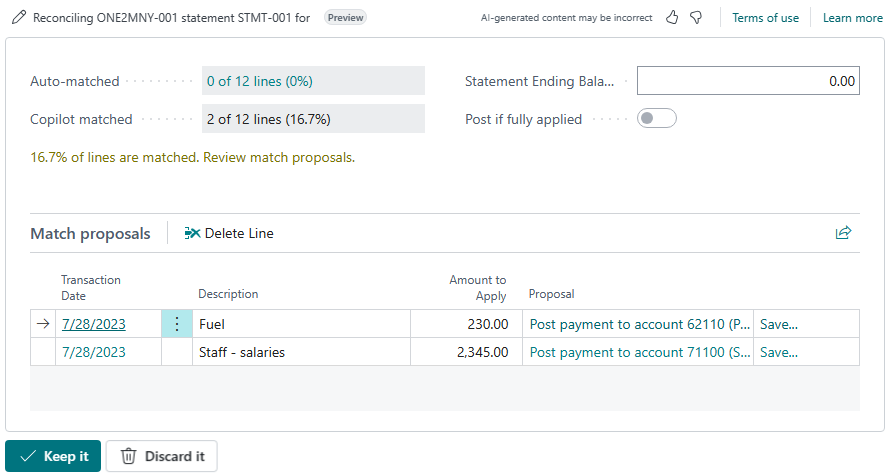 Reconciling ONE2MNY-001 statement STMT-001 for Preview AI-generated content may be incorrect Terms of use Learn more
Auto-matched 0 of 12 lines (0%) Statement Ending Bala... 0.00
Copilot matched 2 of 12 lines (16.7%) Post if fully applied
16.7% of lines are matched. Review match proposals.
Match proposals Delete Line
Transaction Date Description Amount to Apply Proposal
7/28/2023 Fuel 230.00 Post payment to account 62110 (P... Save...
7/28/2023 Staff - salaries 2,345.00 Post payment to account 71100 (S... Save...
Keep it Discard it